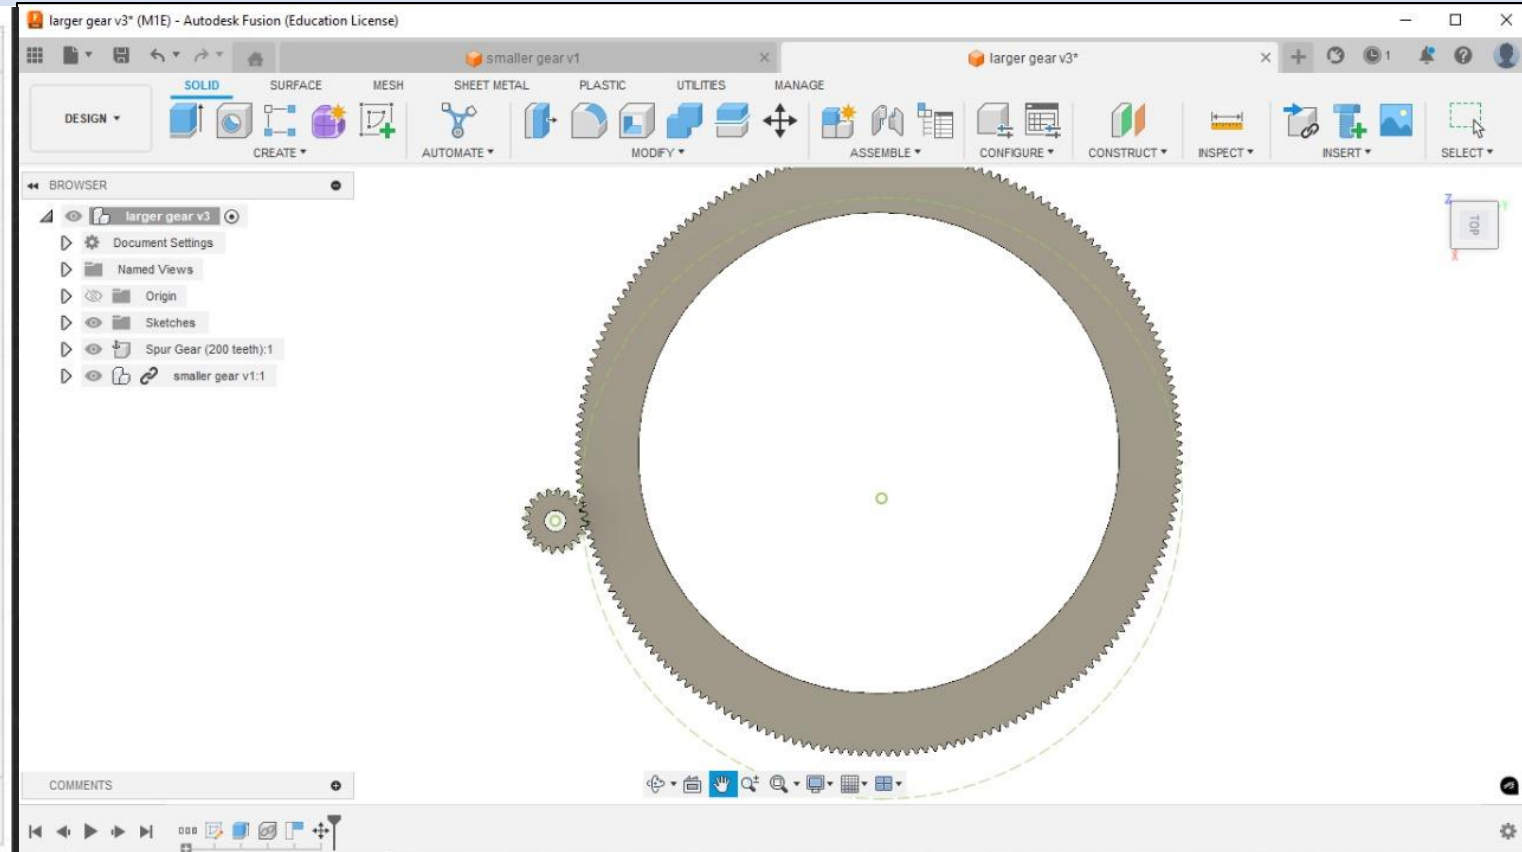 larger gear v3* (M1E) - Autodesk Fusion (Education License)
smaller gear v1
larger gear v3*
1
SOLID SURFACE MESH SHEET METAL PLASTIC UTILITIES MANAGE
DESIGN
CREATE AUTOMATE MODIFY ASSEMBLE CONFIGURE CONSTRUCT INSPECT INSERT SELECT
BROWSER
larger gear v3
Document Settings
Named Views
Origin
Sketches
Spur Gear (200 teeth):1
smaller gear v1:1
Z
Y
TOP
X
COMMENTS